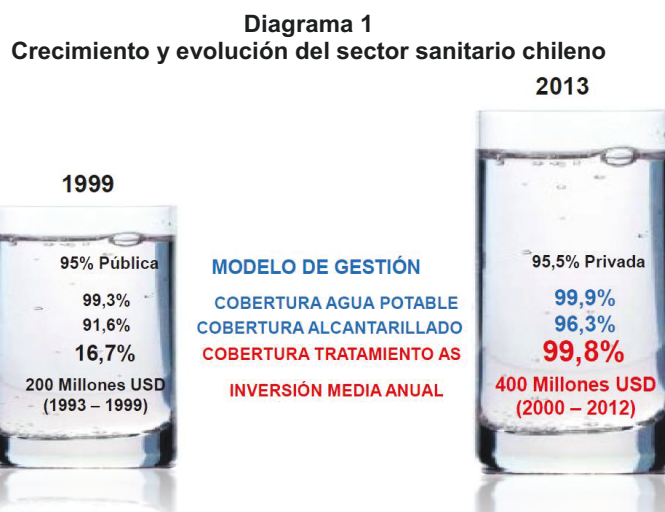 Diagrama 1
Crecimiento y evolución del sector sanitario chileno
2013
1999
95% Pública
MODELO DE GESTIÓN
95,5% Privada
99,3%
COBERTURA AGUA POTABLE
99,9%
91,6%
COBERTURA ALCANTARILLADO
96,3%
16,7%
COBERTURA TRATAMIENTO AS
99,8%
200 Millones USD
(1993 – 1999)
INVERSIÓN MEDIA ANUAL
400 Millones USD
(2000 – 2012)